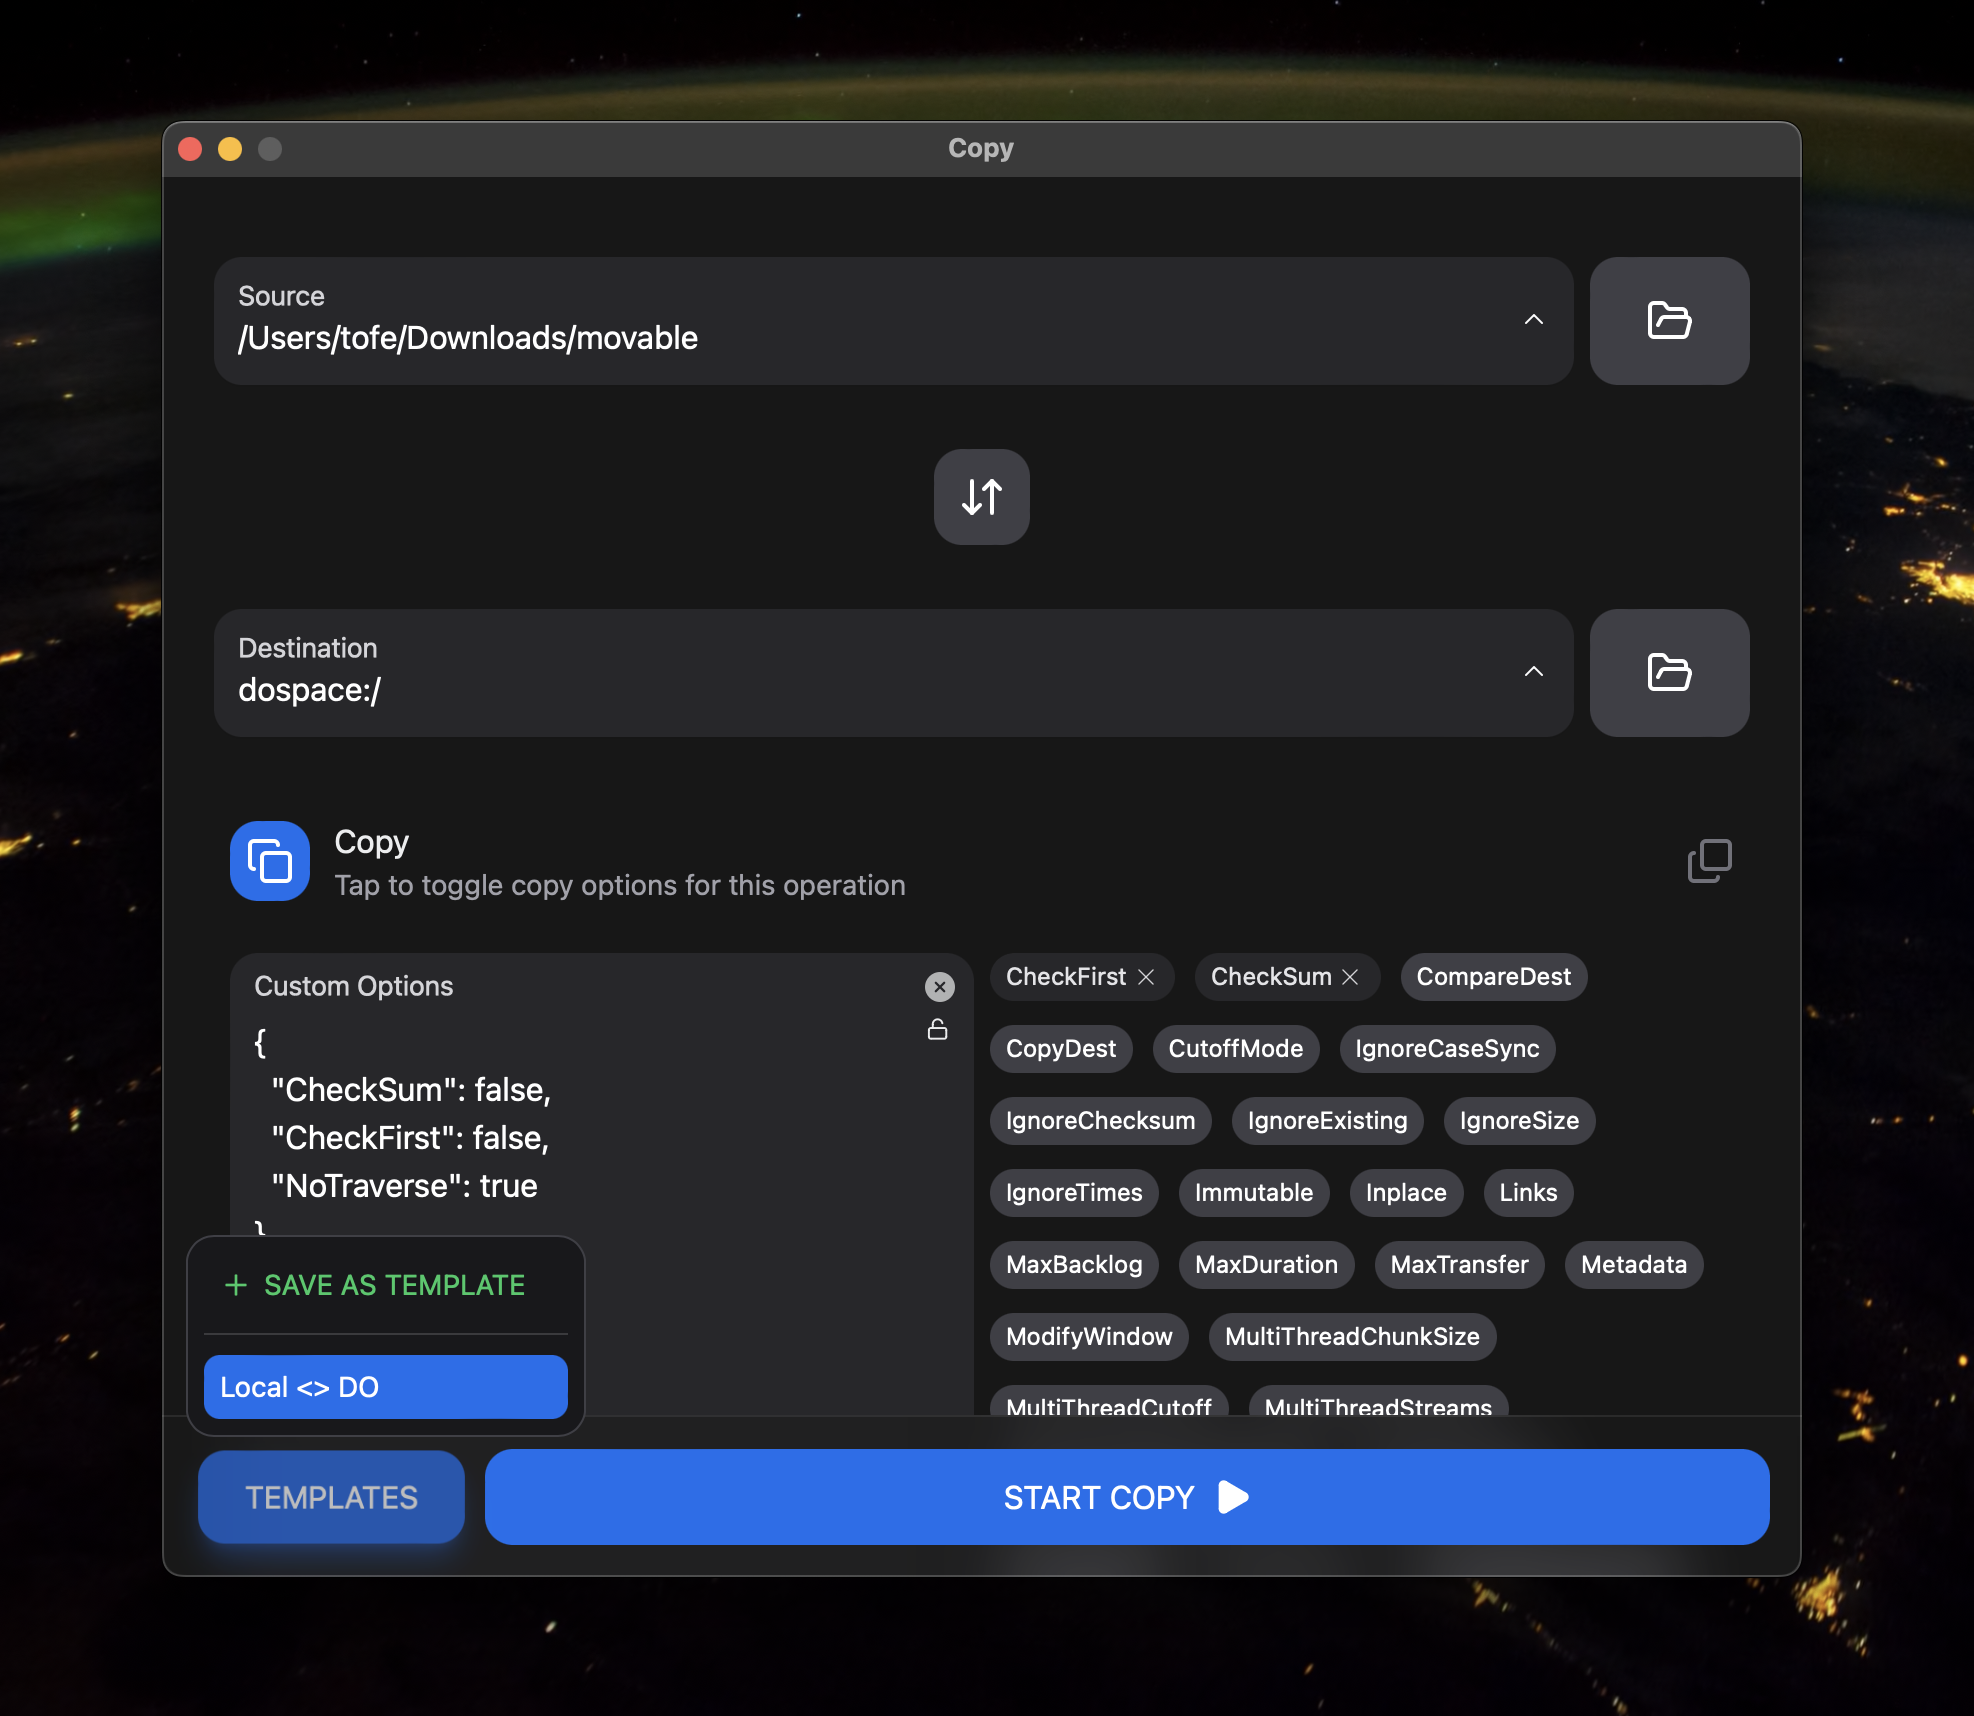 Copy
Source
/Users/tofe/Downloads/movable
Destination
dospace:/
Copy
Tap to toggle copy options for this operation
Custom Options
{
"CheckSum": false,
"CheckFirst": false,
"NoTraverse": true
}
CheckFirst CheckSum CompareDest
CopyDest CutoffMode IgnoreCaseSync
IgnoreChecksum IgnoreExisting IgnoreSize
IgnoreTimes Immutable Inplace Links
MaxBacklog MaxDuration MaxTransfer Metadata
ModifyWindow MultiThreadChunkSize
MultiThreadCutoff MultiThreadStreams
+ SAVE AS TEMPLATE
Local <> DO
TEMPLATES
START COPY